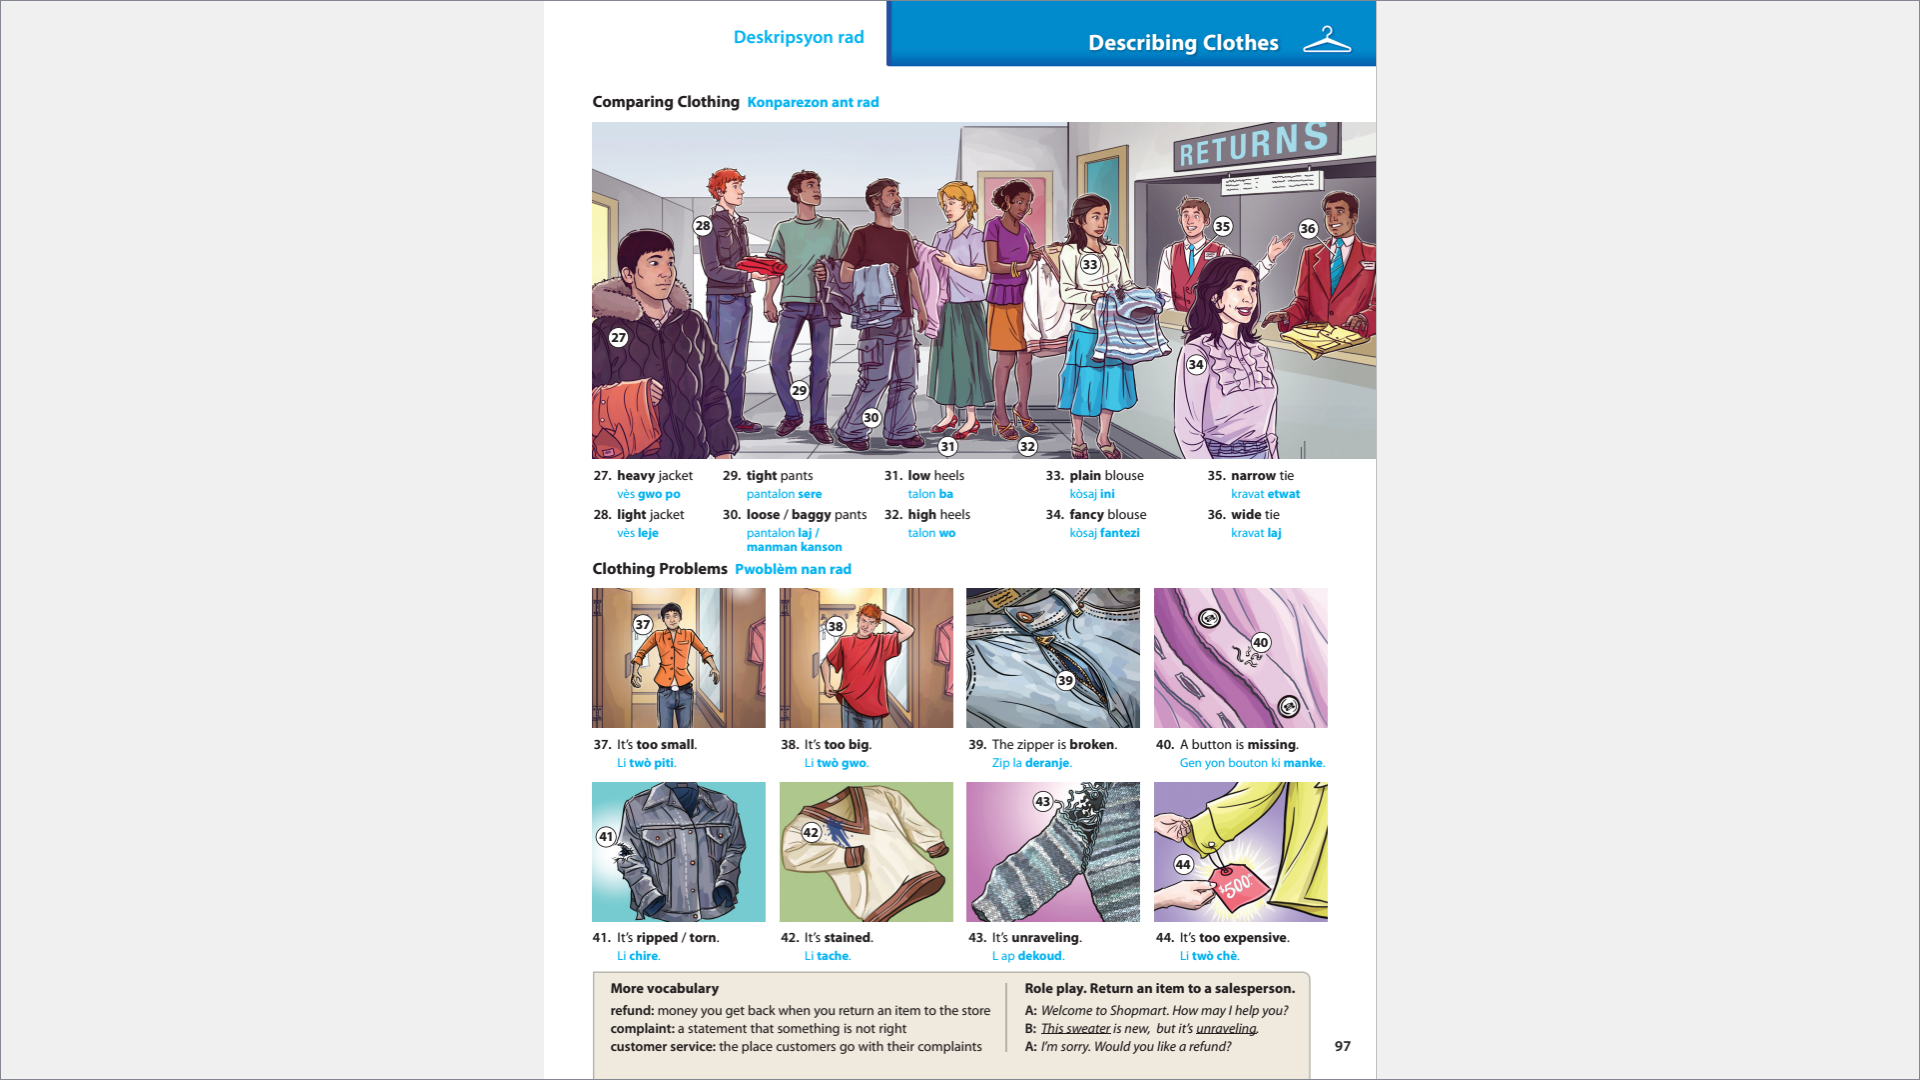 Deskripsyon rad
Describing Clothes
Comparing Clothing Konparezon ant rad
RETURNS
28
35
36
33
27
34
29
30
31
32
27. heavy jacket
vès gwo po
28. light jacket
vès leje
29. tight pants
pantalon sere
30. loose / baggy pants
pantalon laj /
manman kanson
31. low heels
talon ba
32. high heels
talon wo
33. plain blouse
kòsaj ini
34. fancy blouse
kòsaj fantezi
35. narrow tie
kravat etwat
36. wide tie
kravat laj
Clothing Problems Pwoblèm nan rad
37
38
39
40
37. It's too small.
Li twò piti.
38. It's too big.
Li twò gwo.
39. The zipper is broken.
Zip la deranje.
40. A button is missing.
Gen yon bouton ki manke.
41
42
43
44
$500
41. It's ripped / torn.
Li chire.
42. It's stained.
Li tache.
43. It's unraveling.
L ap dekoud.
44. It's too expensive.
Li twò chè.
More vocabulary
refund: money you get back when you return an item to the store
complaint: a statement that something is not right
customer service: the place customers go with their complaints
Role play. Return an item to a salesperson.
A: Welcome to Shopmart. How may I help you?
B: This sweater is new, but it's unraveling.
A: I'm sorry. Would you like a refund?
97